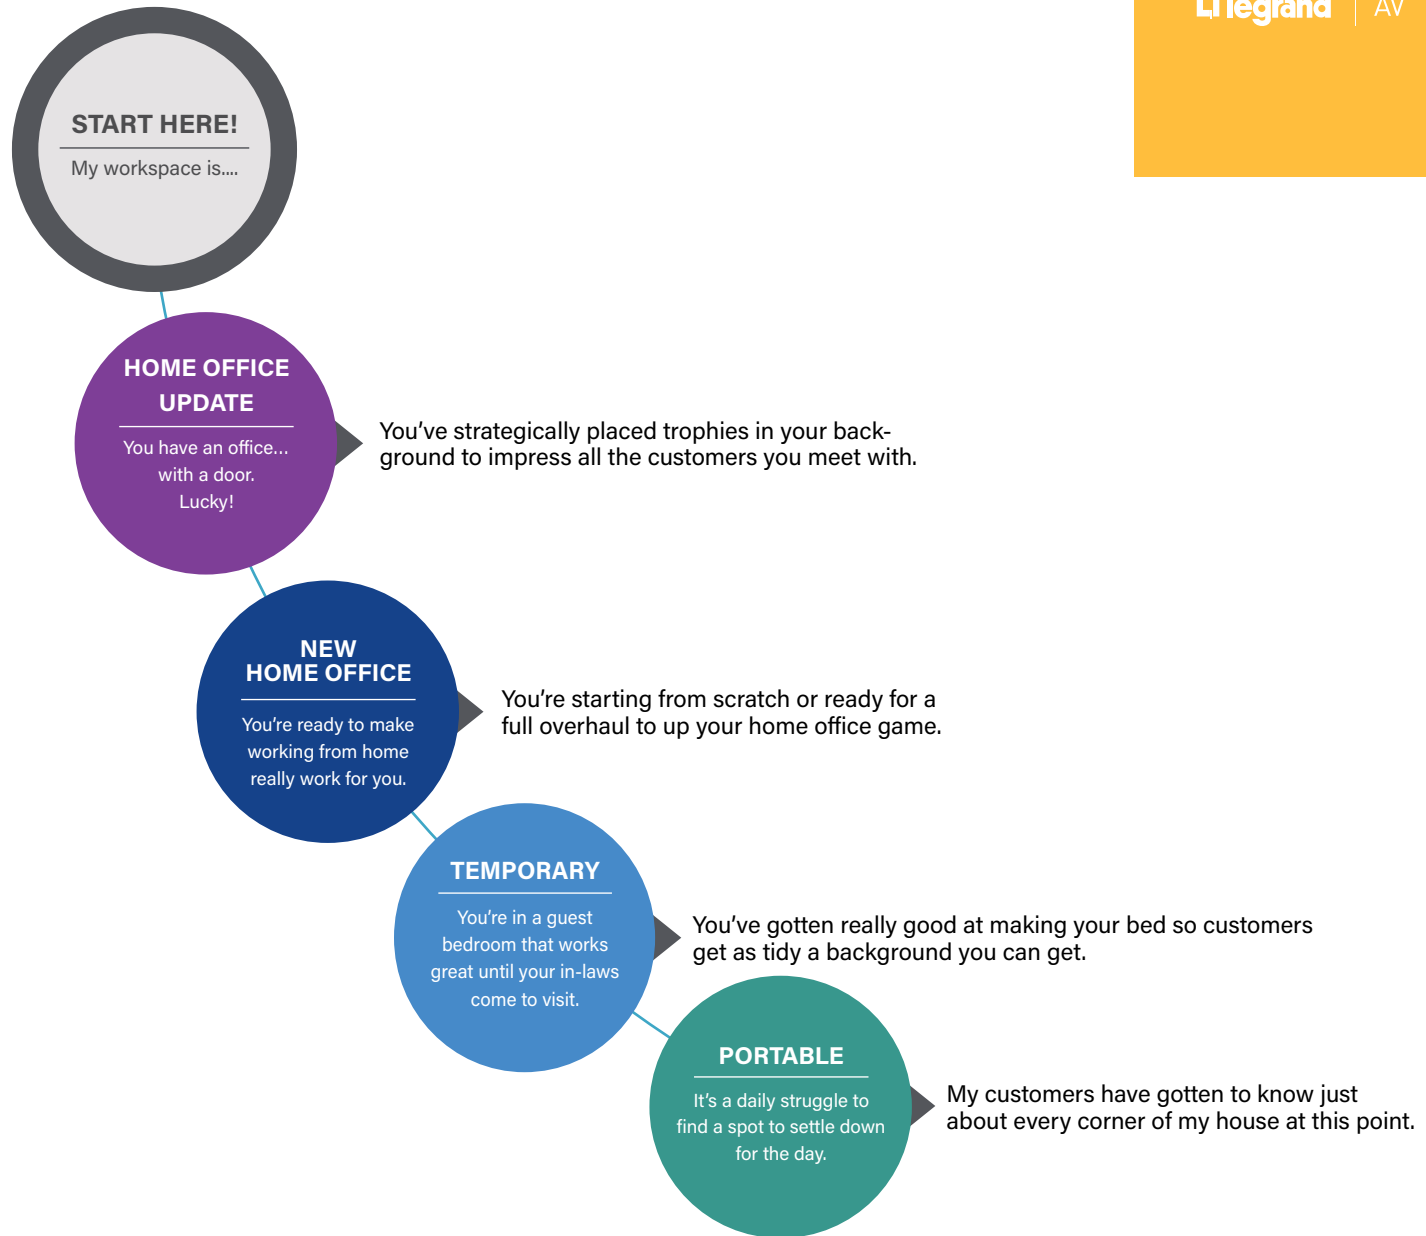 legrand AV
START HERE!
My workspace is....
HOME OFFICE
UPDATE
You have an office...
with a door.
Lucky!
You've strategically placed trophies in your back-
ground to impress all the customers you meet with.
NEW
HOME OFFICE
You're ready to make
working from home
really work for you.
You're starting from scratch or ready for a
full overhaul to up your home office game.
TEMPORARY
You're in a guest
bedroom that works
great until your in-laws
come to visit.
You've gotten really good at making your bed so customers
get as tidy a background you can get.
PORTABLE
It's a daily struggle to
find a spot to settle down
for the day.
My customers have gotten to know just
about every corner of my house at this point.